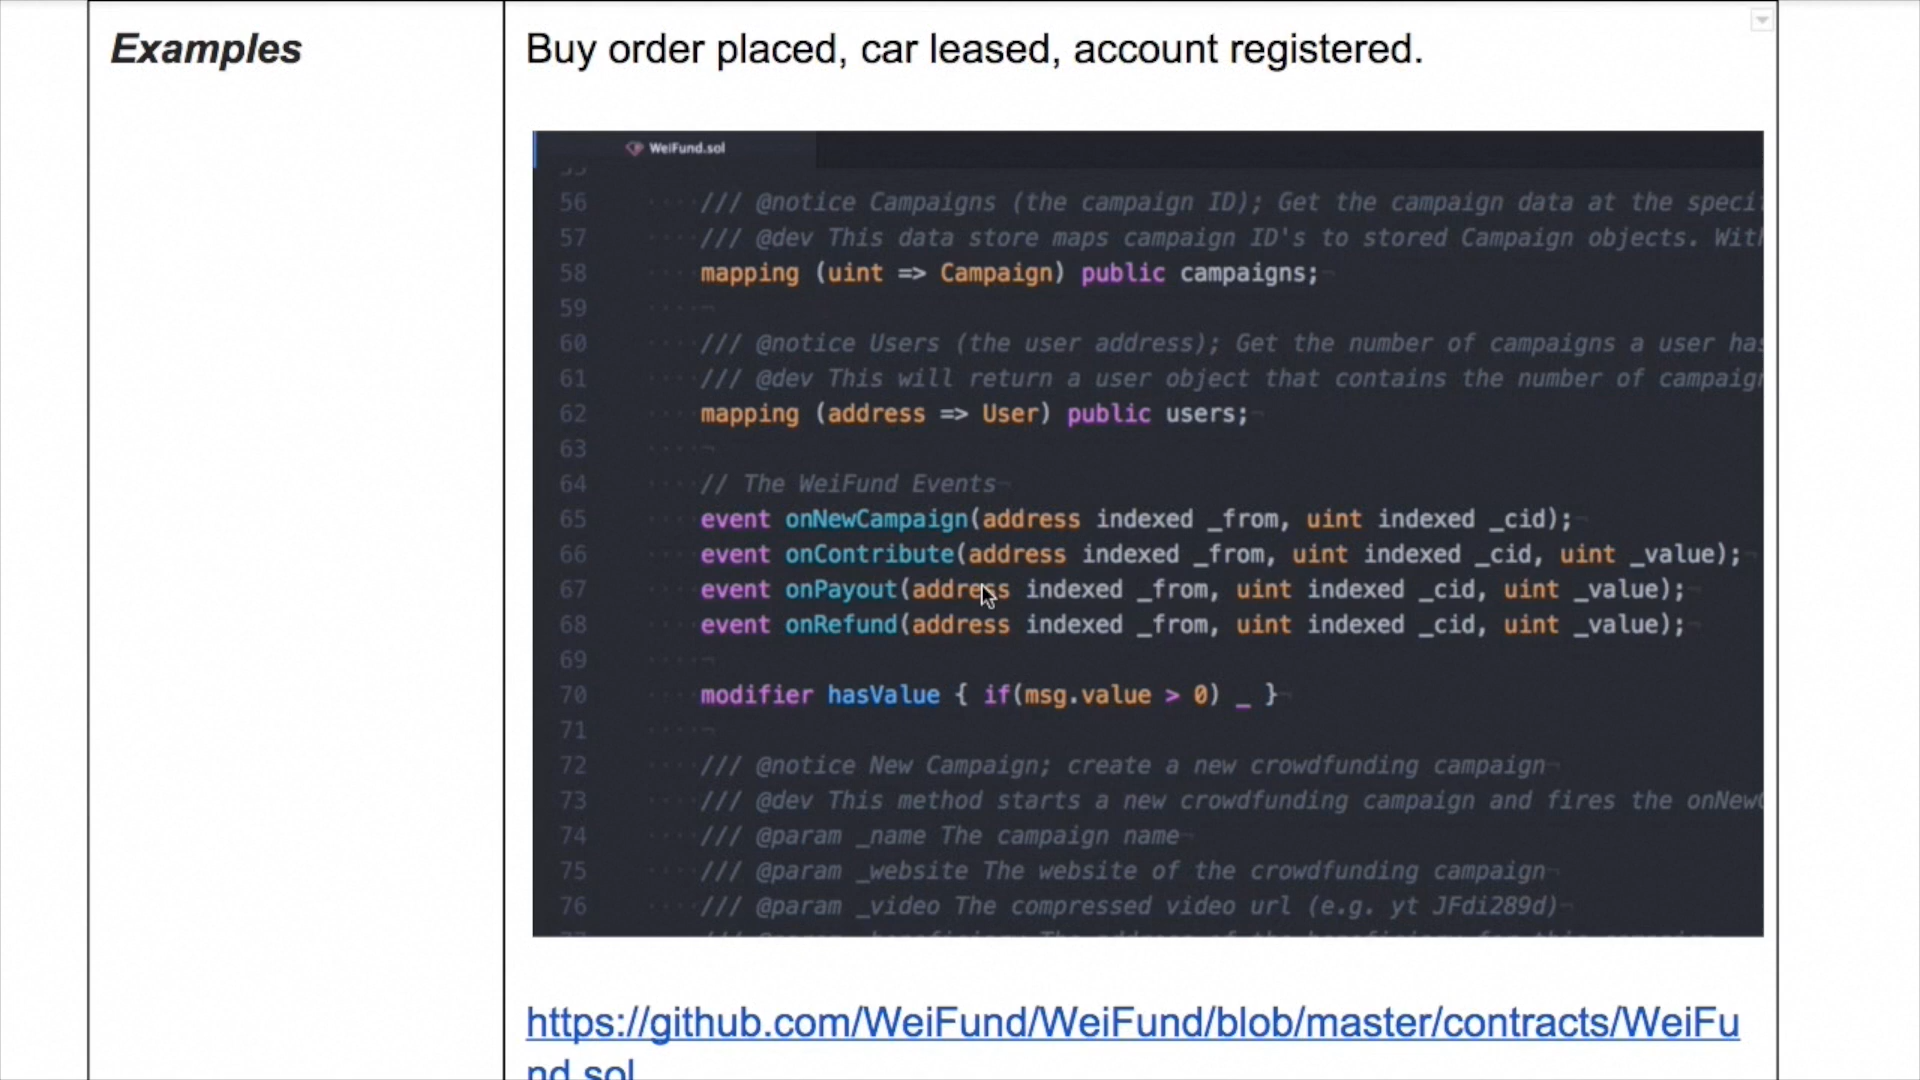 Examples
Buy order placed, car leased, account registered.
WeiFund.sol
56 /// @notice Campaigns (the campaign ID); Get the campaign data at the speci
57 /// @dev This data store maps campaign ID's to stored Campaign objects. With
58 mapping (uint => Campaign) public campaigns;
59
60 /// @notice Users (the user address); Get the number of campaigns a user has
61 /// @dev This will return a user object that contains the number of campaign
62 mapping (address => User) public users;
63
64 // The WeiFund Events
65 event onNewCampaign(address indexed _from, uint indexed _cid);
66 event onContribute(address indexed _from, uint indexed _cid, uint _value);
67 event onPayout(address indexed _from, uint indexed _cid, uint _value);
68 event onRefund(address indexed _from, uint indexed _cid, uint _value);
69
70 modifier hasValue { if(msg.value > 0) _ }
71
72 /// @notice New Campaign; create a new crowdfunding campaign
73 /// @dev This method starts a new crowdfunding campaign and fires the onNewC
74 /// @param _name The campaign name
75 /// @param _website The website of the crowdfunding campaign
76 /// @param _video The compressed video url (e.g. yt JFdi289d)
https://github.com/WeiFund/WeiFund/blob/master/contracts/WeiFu
nd.sol